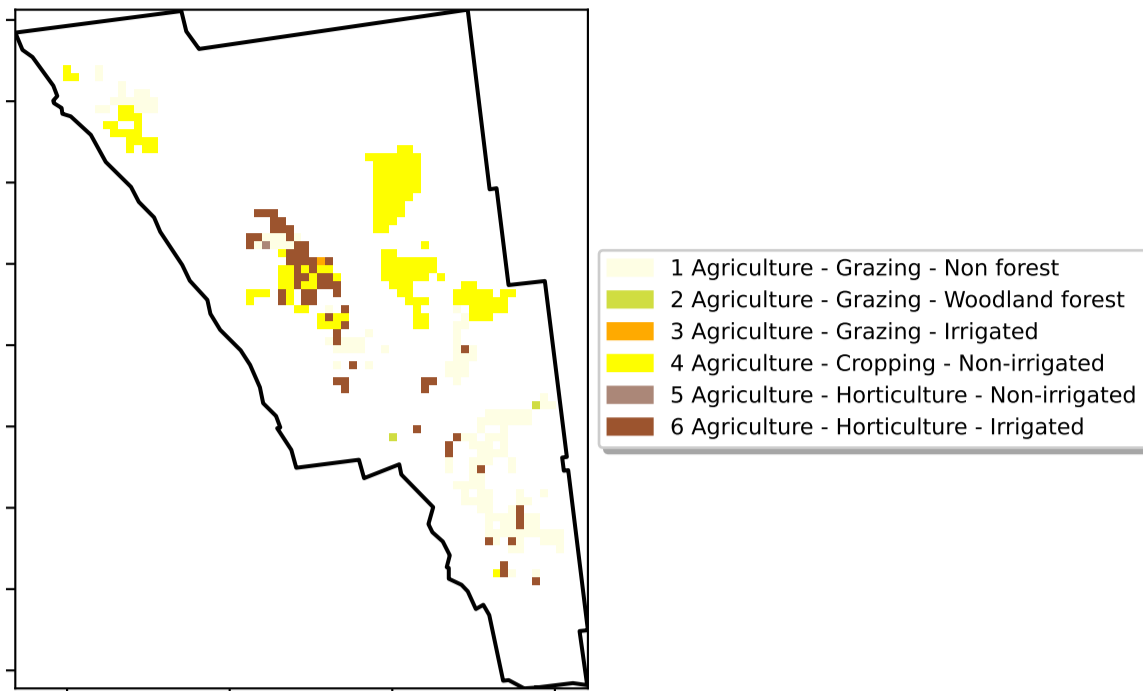 1 Agriculture - Grazing - Non forest
2 Agriculture - Grazing - Woodland forest
3 Agriculture - Grazing - Irrigated
4 Agriculture - Cropping - Non-irrigated
5 Agriculture - Horticulture - Non-irrigated
6 Agriculture - Horticulture - Irrigated